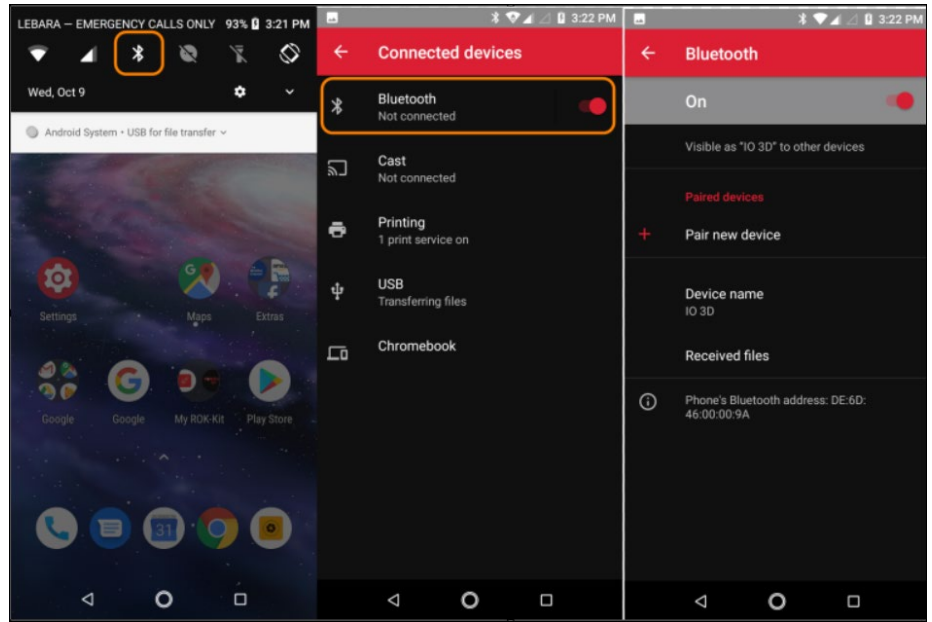 LEBARA — EMERGENCY CALLS ONLY 93% 3:21 PM
Wed, Oct 9
Android System • USB for file transfer
Settings
Maps
Extras
Google
Google
My ROK-Kit
Play Store
31
3:22 PM
Connected devices
Bluetooth
Not connected
Cast
Not connected
Printing
1 print service on
USB
Transferring files
Chromebook
3:22 PM
Bluetooth
On
Visible as "IO 3D" to other devices
Paired devices
Pair new device
Device name
IO 3D
Received files
Phone's Bluetooth address: DE:6D:
46:00:00:9A